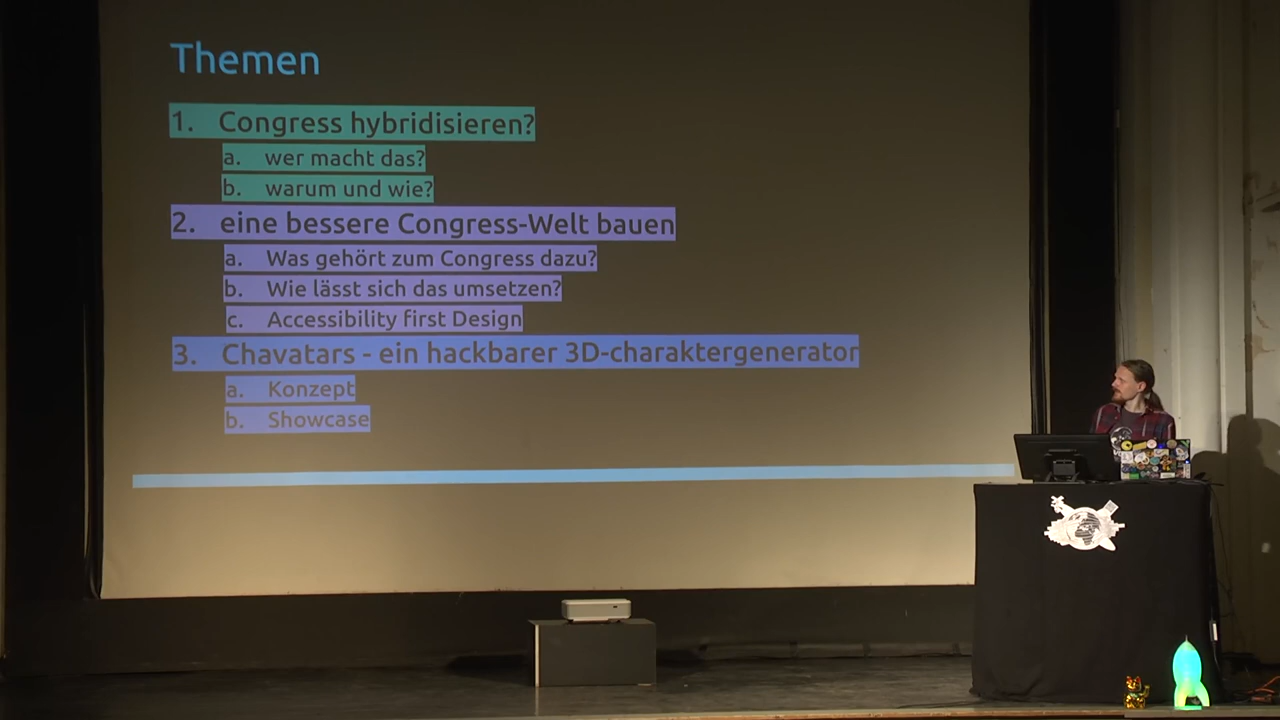 Themen
1. Congress hybridisieren?
a. wer macht das?
b. warum und wie?
2. eine bessere Congress-Welt bauen
a. Was gehört zum Congress dazu?
b. Wie lässt sich das umsetzen?
c. Accessibility first Design
3. Chavatars - ein hackbarer 3D-charaktergenerator
a. Konzept
b. Showcase